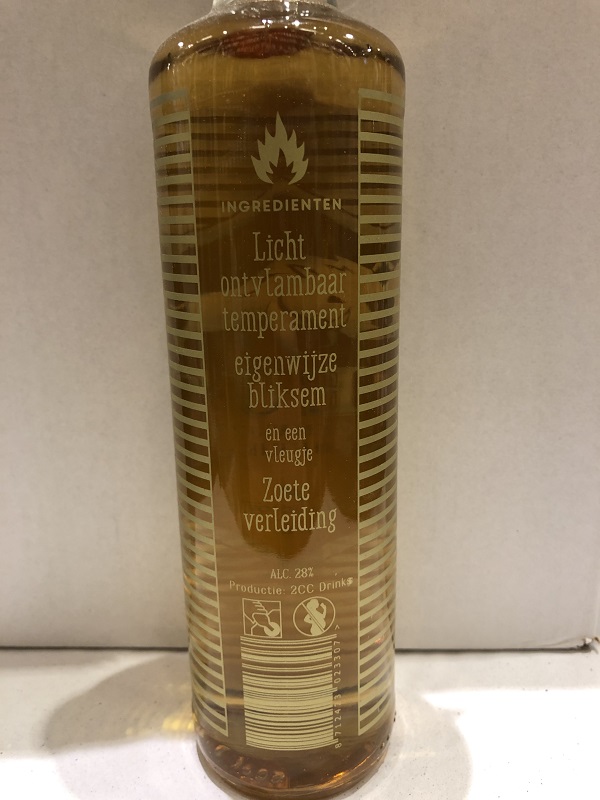 INGREDIENTEN
Licht
ontvlambaar
temperament
eigenwijze
bliksem
en een
vleugje
Zoete
verleiding
ALC. 28%
Productie: 2CC Drinks